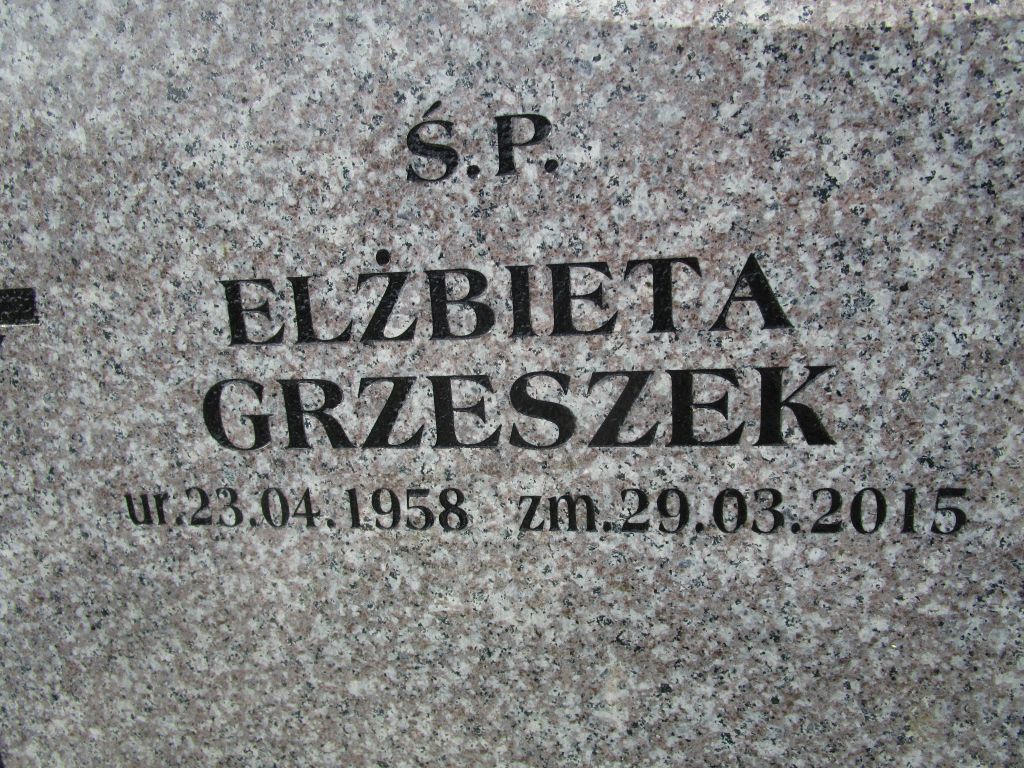 Ś.P.
ELŻBIETA
GRZESZEK
ur.23.04.1958 zm.29.03.2015